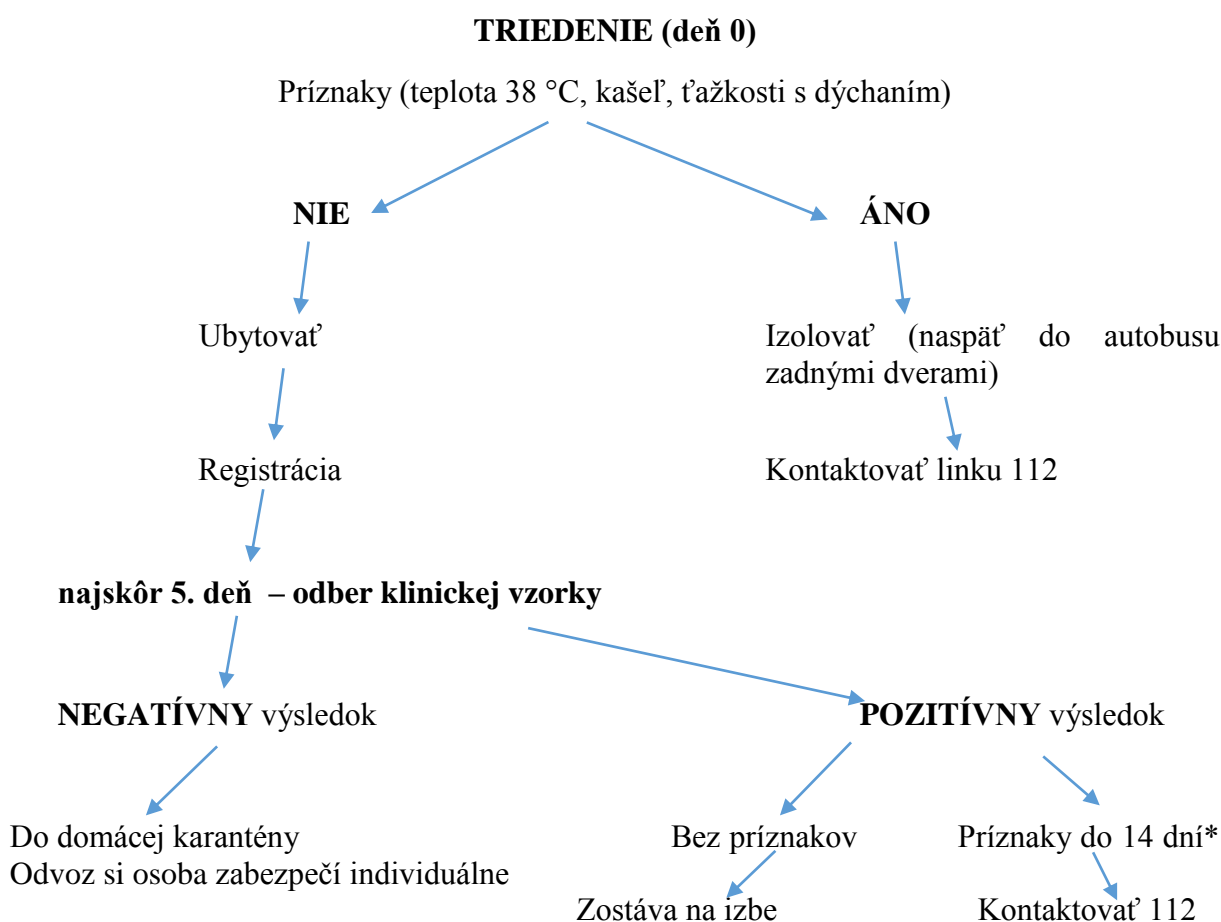 TRIEDENIE (deň 0)
Príznaky (teplota 38 °C, kašeľ, ťažkosti s dýchaním)
NIE
ÁNO
Ubytovať
Izolovať (naspäť do autobusu
zadnými dverami)
Registrácia
Kontaktovať linku 112
najskôr 5. deň – odber klinickej vzorky
NEGATÍVNY výsledok
POZITÍVNY výsledok
Do domácej karantény
Odvoz si osoba zabezpečí individuálne
Bez príznakov
Príznaky do 14 dní*
Zostáva na izbe
Kontaktovať 112